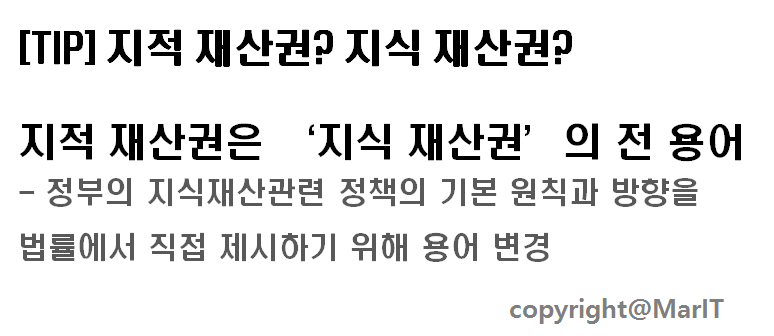 [TIP] 지적 재산권? 지식 재산권?
지적 재산권은 ‘지식 재산권’ 의 전 용어
- 정부의 지식재산관련 정책의 기본 원칙과 방향을
법률에서 직접 제시하기 위해 용어 변경
copyright@MarIT